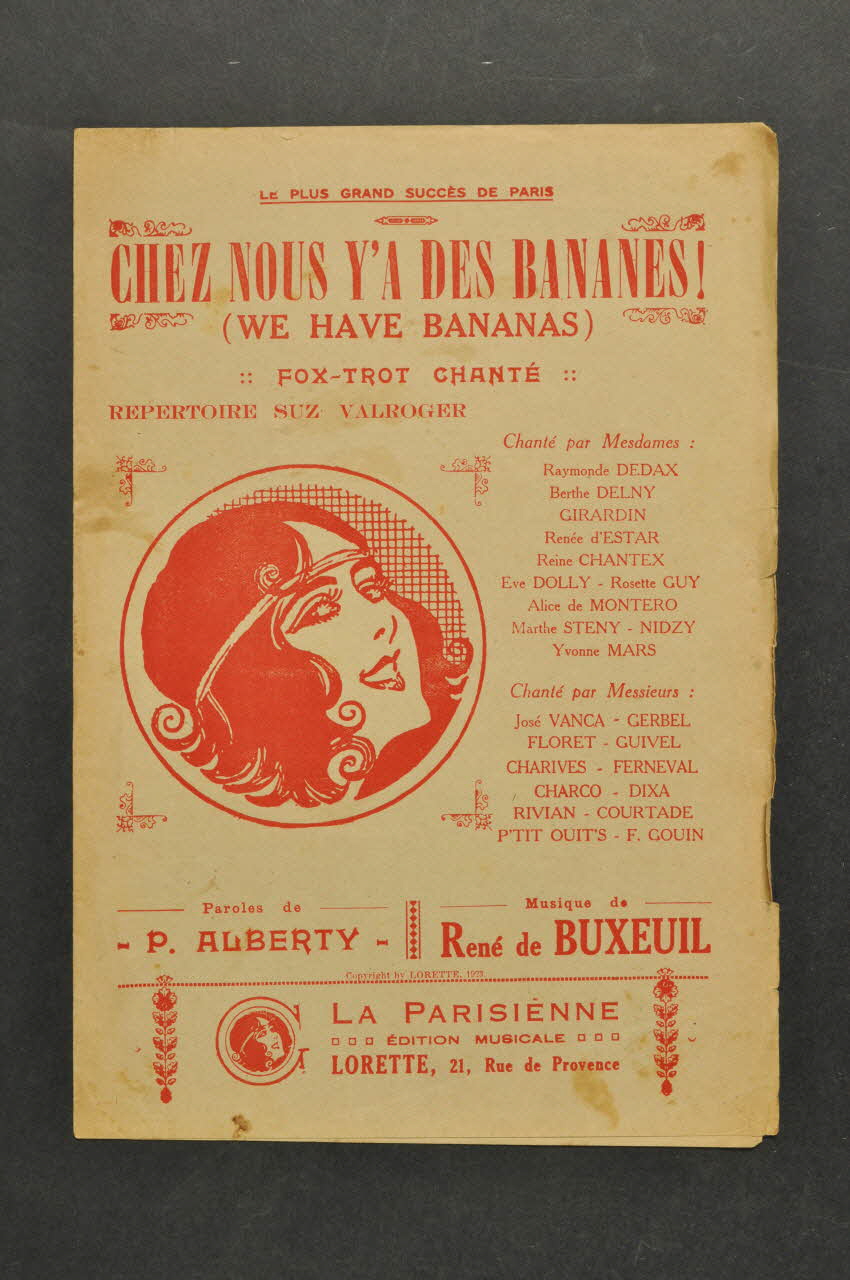 LE PLUS GRAND SUCCÈS DE PARIS
CHEZ NOUS Y'A DES BANANES!
(WE HAVE BANANAS)
:: FOX-TROT CHANTÉ ::
REPERTOIRE SUZ VALROGER
Chanté par Mesdames :
Raymonde DEDAX
Berthe DELNY
GIRARDIN
Renée d'ESTAR
Reine CHANTEX
Eve DOLLY - Rosette GUY
Alice de MONTERO
Marthe STENY - NIDZY
Yvonne MARS
Chanté par Messieurs :
José VANCA - GERBEL
FLORET - GUIVEL
CHARIVES - FERNEVAL
CHARCO - DIXA
RIVIAN - COURTADE
P'TIT OUIT'S - F. GOUIN
Paroles de
- P. ALBERTY -
Musique de
René de BUXEUIL
Copyright by LORETTE, 1923.
LA PARISIENNE
ÉDITION MUSICALE
LORETTE, 21, Rue de Provence